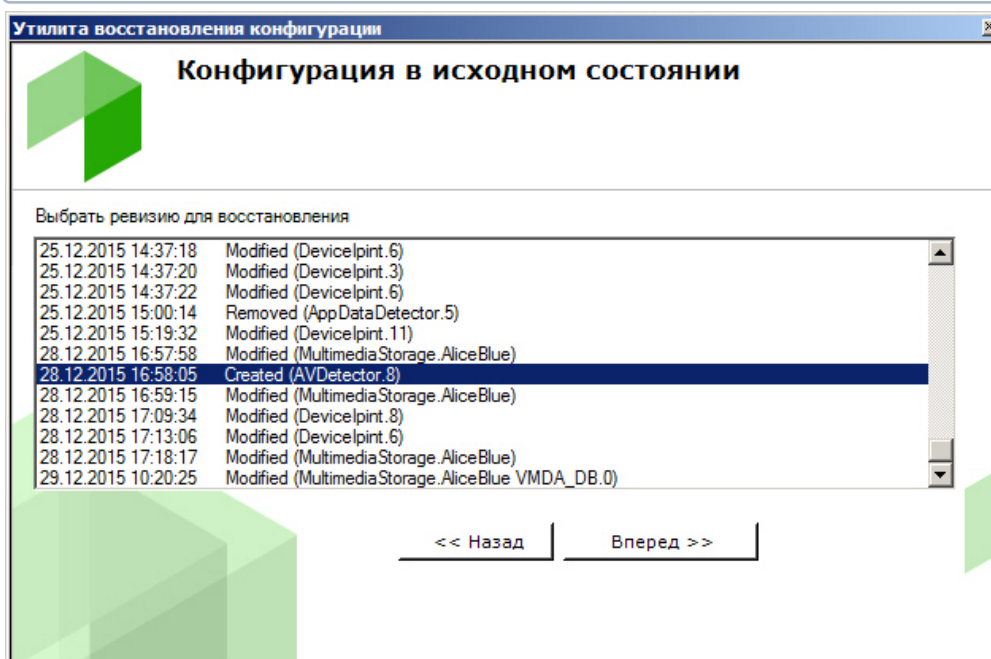 Утилита восстановления конфигурации
Конфигурация в исходном состоянии
Выбрать ревизию для восстановления
25.12.2015 14:37:18 Modified (DeviceIpint.6)
25.12.2015 14:37:20 Modified (DeviceIpint.3)
25.12.2015 14:37:22 Modified (DeviceIpint.6)
25.12.2015 15:00:14 Removed (AppDataDetector.5)
25.12.2015 15:19:32 Modified (DeviceIpint.11)
28.12.2015 16:57:58 Modified (MultimediaStorage.AliceBlue)
28.12.2015 16:58:05 Created (AVDetector.8)
28.12.2015 16:59:15 Modified (MultimediaStorage.AliceBlue)
28.12.2015 17:09:34 Modified (DeviceIpint.8)
28.12.2015 17:13:06 Modified (DeviceIpint.6)
28.12.2015 17:18:17 Modified (MultimediaStorage.AliceBlue)
29.12.2015 10:20:25 Modified (MultimediaStorage.AliceBlue VMDA_DB.0)
<< Назад Вперед >>